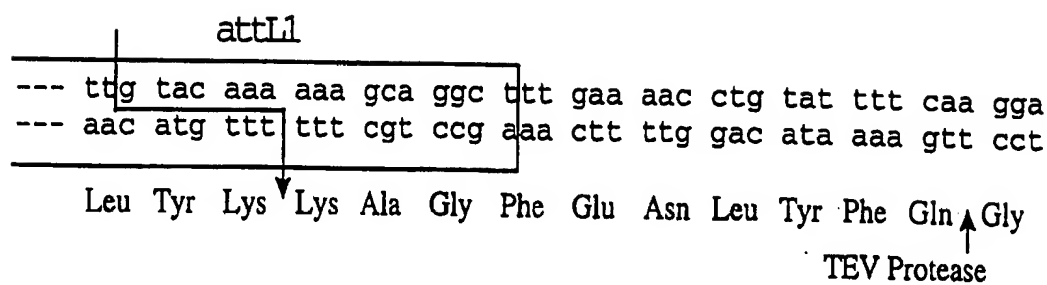 attL1
--- ttg tac aaa aaa gca ggc ttt gaa aac ctg tat ttt caa gga
--- aac atg ttt ttt cgt ccg aaa ctt ttg gac ata aaa gtt cct
Leu Tyr Lys Lys Ala Gly Phe Glu Asn Leu Tyr Phe Gln Gly
TEV Protease